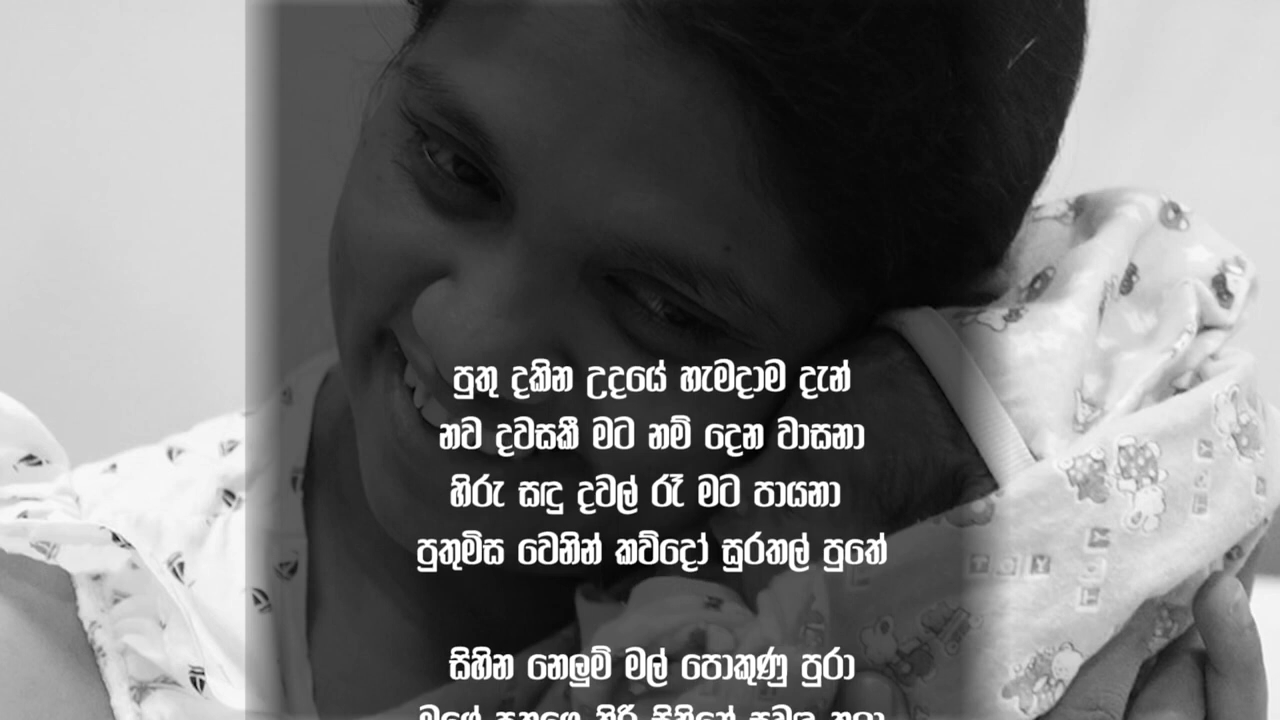 පුතු දකින උදයේ හැමදාම දැන්
නව දවසකී මට නම් දෙන වාසනා
හිරු සඳු දවල් රෑ මට පායනා
පුතුමිස වෙනින් කව්දෝ සුරතල් පුතේ
සිහින නෙලුම් මල් පොකුණු පුරා